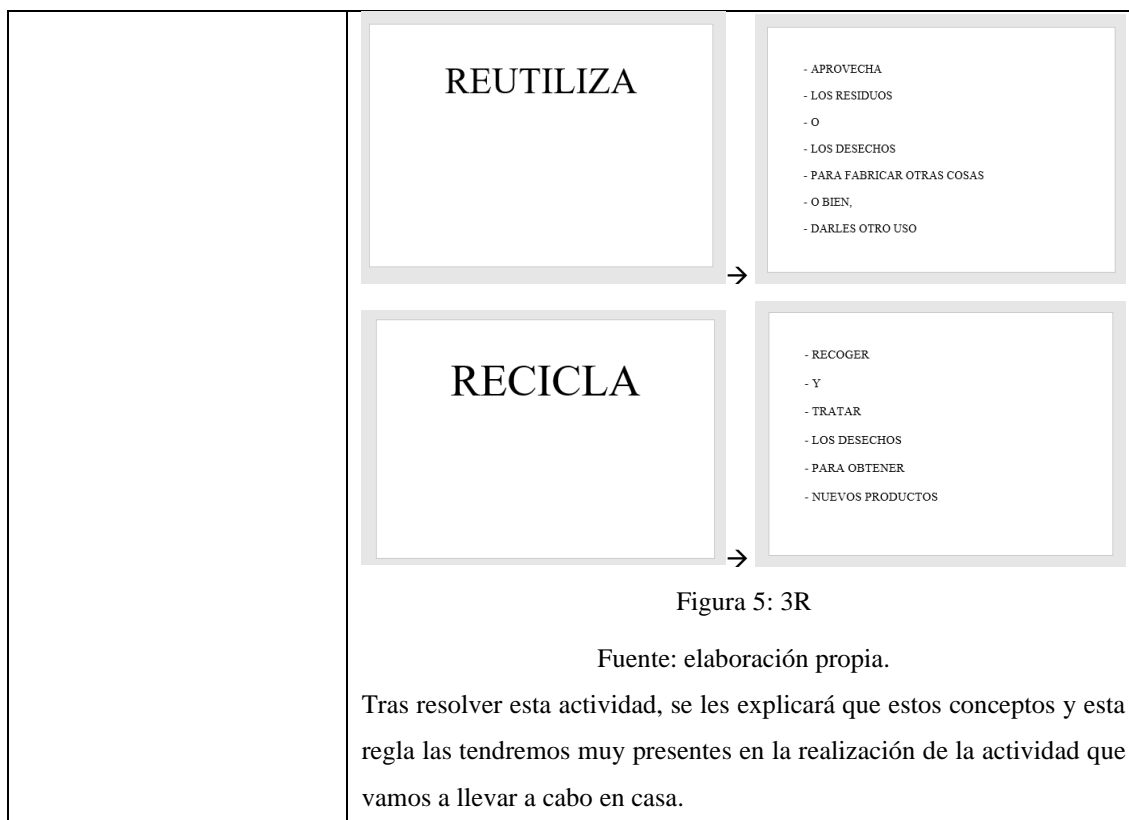 REUTILIZA
- APROVECHA
- LOS RESIDUOS
- O
- LOS DESECHOS
- PARA FABRICAR OTRAS COSAS
- O BIEN,
- DARLES OTRO USO
→
RECICLA
- RECOGER
- Y
- TRATAR
- LOS DESECHOS
- PARA OBTENER
- NUEVOS PRODUCTOS
→
Figura 5: 3R
Fuente: elaboración propia.
Tras resolver esta actividad, se les explicará que estos conceptos y esta
regla las tendremos muy presentes en la realización de la actividad que
vamos a llevar a cabo en casa.